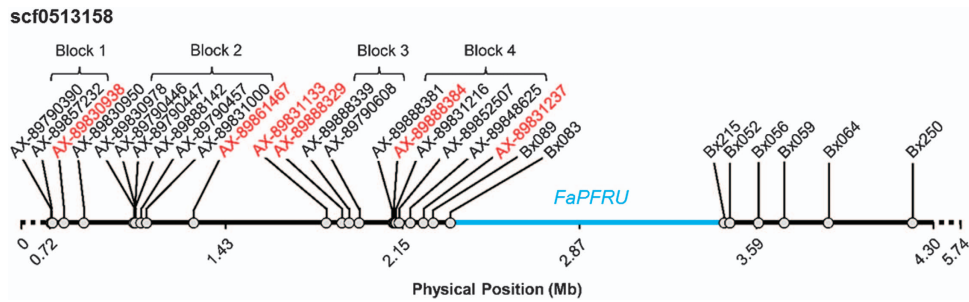 scf0513158
Block 1
Block 2
Block 3
Block 4
AX-89790390
AX-89857232
AX-89830938
AX-89830950
AX-89830978
AX-89790446
AX-89790447
AX-89888142
AX-89790457
AX-89831000
AX-89861467
AX-89831133
AX-89888329
AX-89888339
AX-89790608
AX-89888381
AX-89888384
AX-89831216
AX-89852507
AX-89848625
AX-89831237
Bx089
Bx083
Bx215
Bx052
Bx056
Bx059
Bx064
Bx250
FaPFRU
0
0.72
1.43
2.15
2.87
3.59
4.30
5.74
Physical Position (Mb)